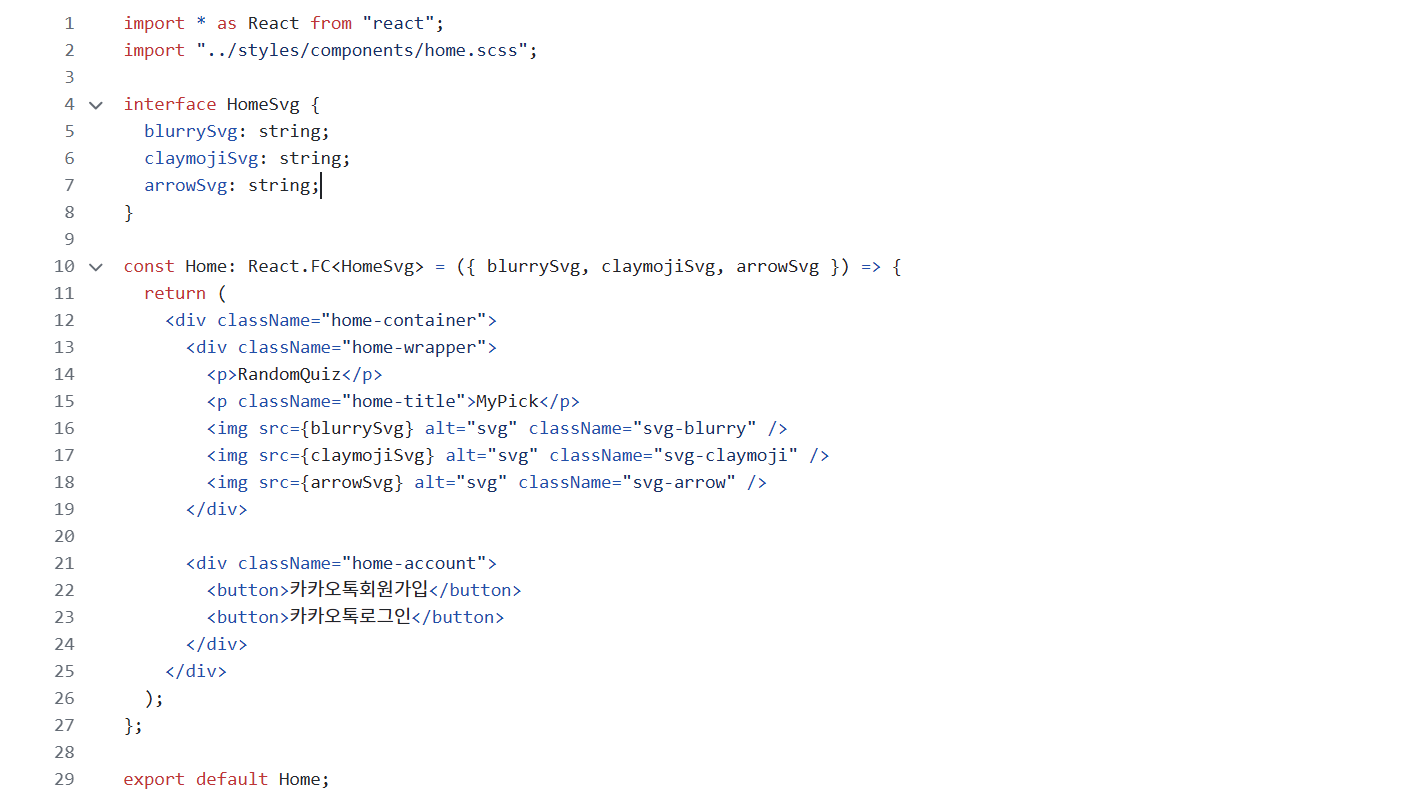 1 import * as React from "react";
2 import "../styles/components/home.scss";
3
4 interface HomeSvg {
5   blurrySvg: string;
6   claymojiSvg: string;
7   arrowSvg: string;
8 }
9
10 const Home: React.FC<HomeSvg> = ({ blurrySvg, claymojiSvg, arrowSvg }) => {
11   return (
12     <div className="home-container">
13       <div className="home-wrapper">
14         <p>RandomQuiz</p>
15         <p className="home-title">MyPick</p>
16         <img src={blurrySvg} alt="svg" className="svg-blurry" />
17         <img src={claymojiSvg} alt="svg" className="svg-claymoji" />
18         <img src={arrowSvg} alt="svg" className="svg-arrow" />
19       </div>
20
21       <div className="home-account">
22         <button>카카오톡회원가입</button>
23         <button>카카오톡로그인</button>
24       </div>
25     </div>
26   );
27 };
28
29 export default Home;